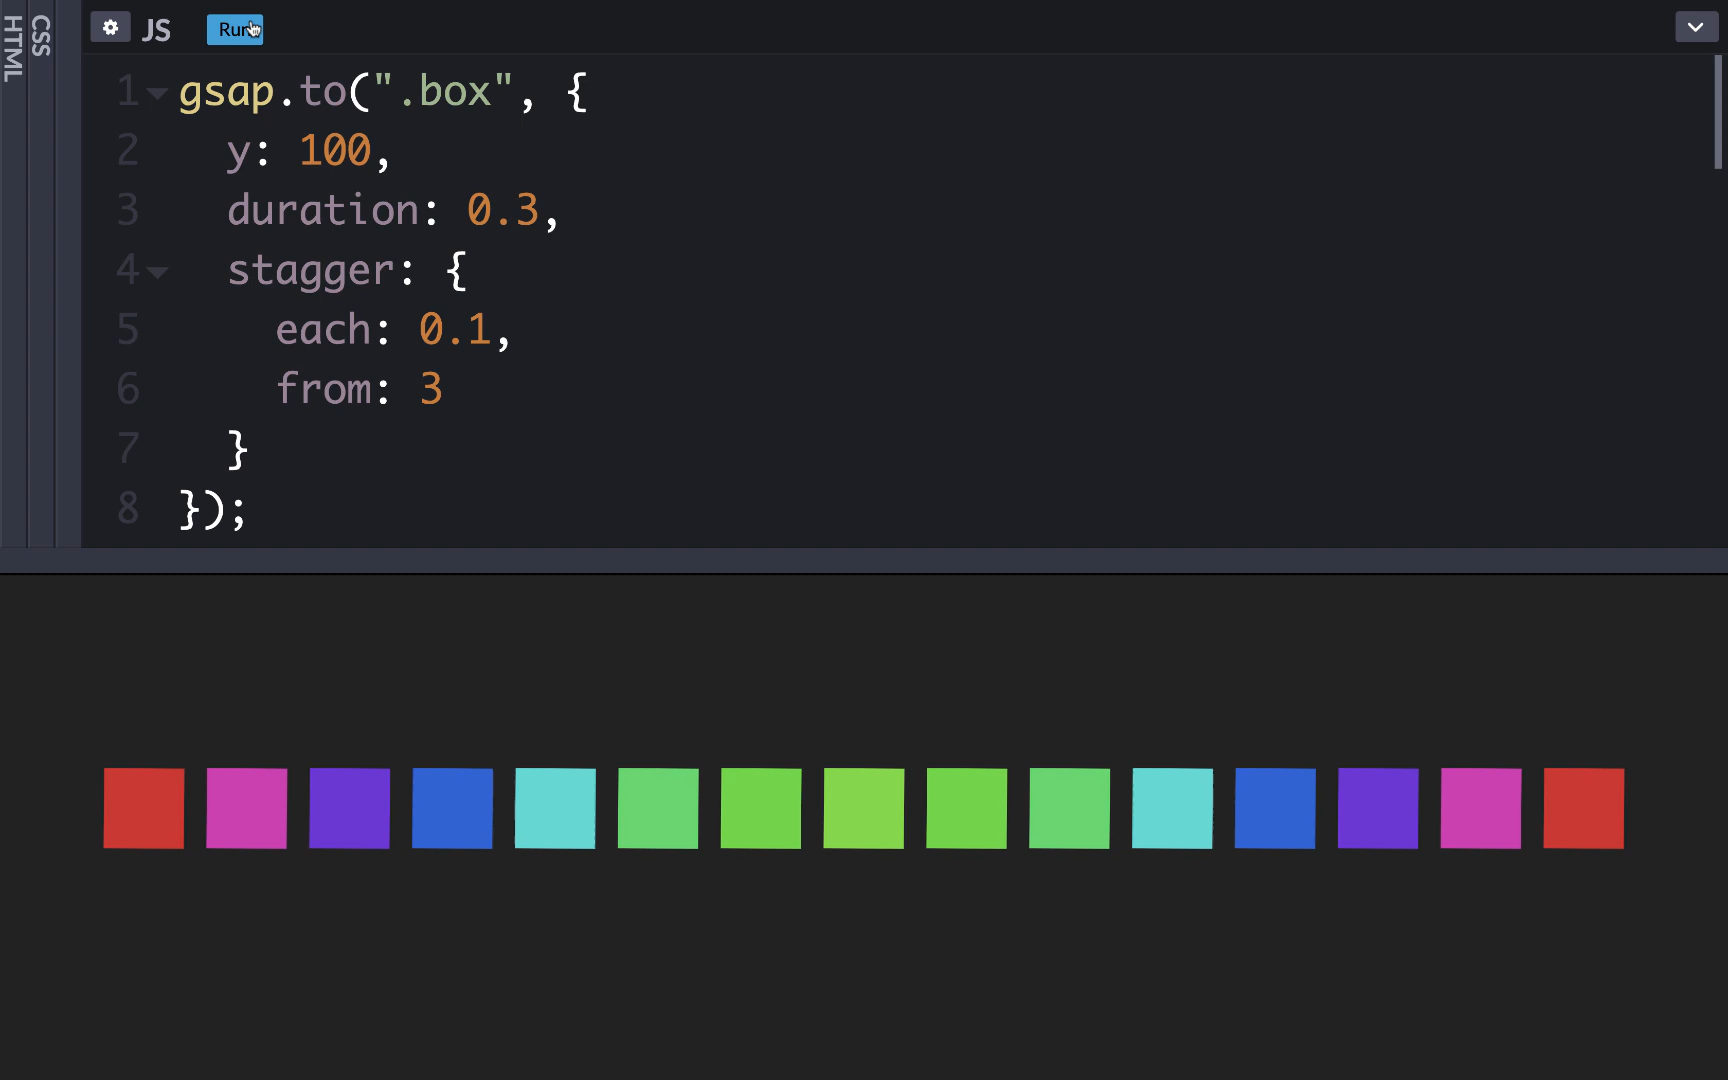 HTML
CSS
JS
Run
1 gsap.to(".box", {
2   y: 100,
3   duration: 0.3,
4   stagger: {
5     each: 0.1,
6     from: 3
7   }
8 });